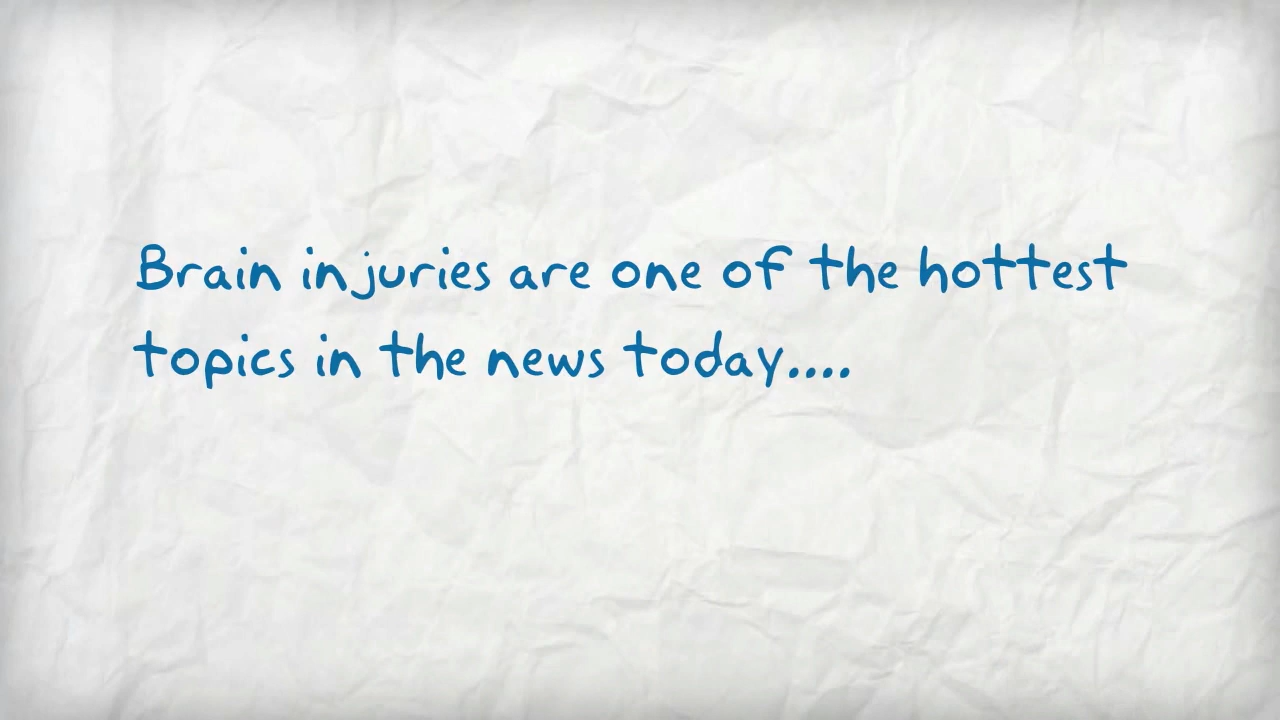 Brain injuries are one of the hottest
topics in the news today....